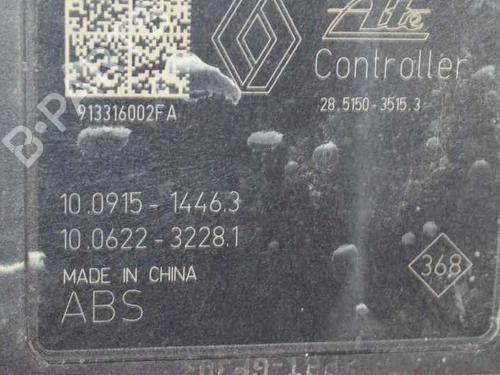 Ate
Controller
913316002FA
28.5150-3515.3
10.0915-1446.3
10.0622-3228.1
MADE IN CHINA
368
ABS